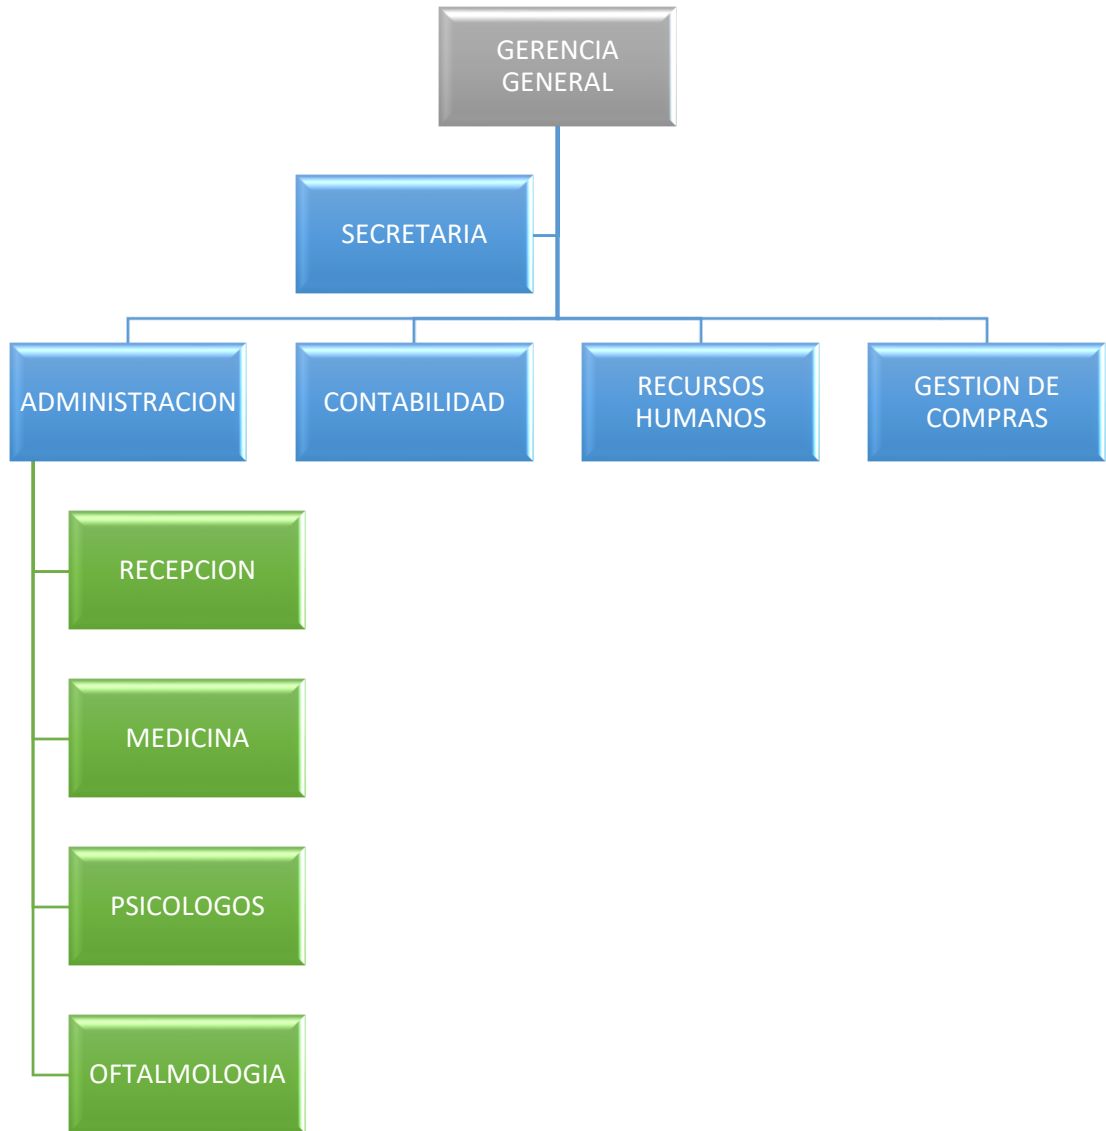 GERENCIA
GENERAL
SECRETARIA
ADMINISTRACION
CONTABILIDAD
RECURSOS
HUMANOS
GESTION DE
COMPRAS
RECEPCION
MEDICINA
PSICOLOGOS
OFTALMOLOGIA